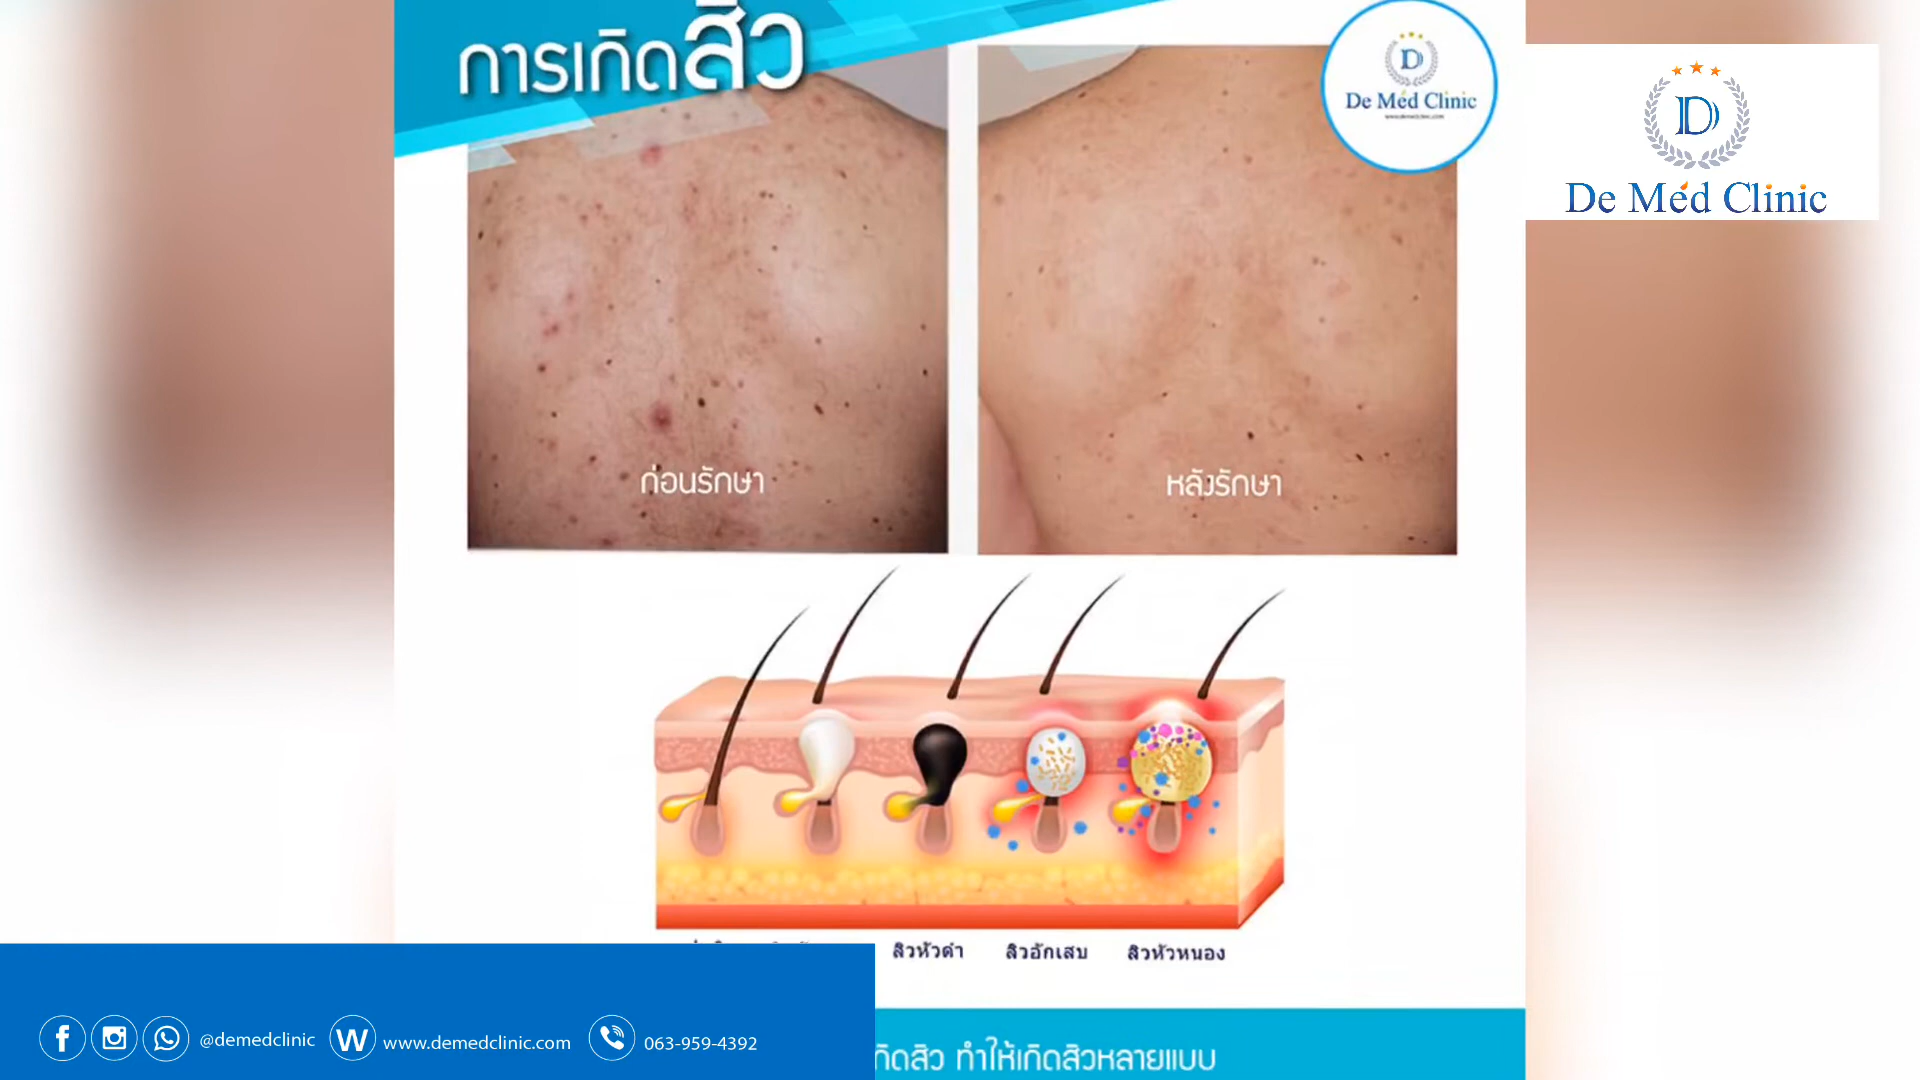 การเกิดสิว
D
De Méd Clinic
D
De Méd Clinic
ก่อนรักษา
หลังรักษา
สิวหัวดำ
สิวอักเสบ
สิวหัวหนอง
@demedclinic
W www.demedclinic.com
063-959-4392
กิดสิว ทำให้เกิดสิวหลายแบบ